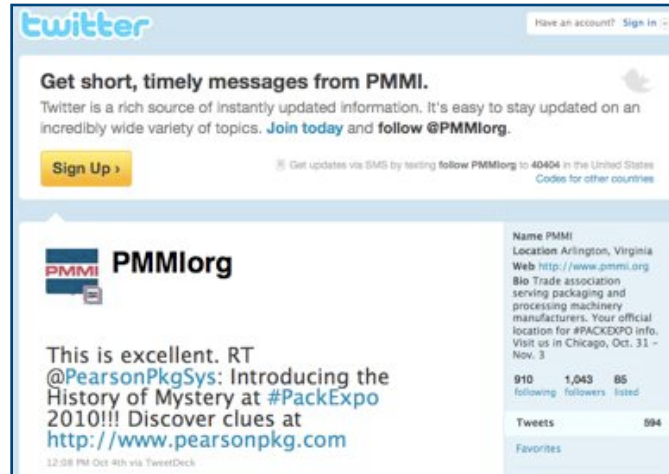 twitter
Have an account? Sign in
Get short, timely messages from PMMI.
Twitter is a rich source of instantly updated information. It's easy to stay updated on an
incredibly wide variety of topics. Join today and follow @PMMIorg.
Sign Up ›
Get updates via SMS by texting follow PMMIorg to 40404 in the United States
Codes for other countries
PMMI
PMMIorg
This is excellent. RT
@PearsonPkgSys: Introducing the
History of Mystery at #PackExpo
2010!!! Discover clues at
http://www.pearsonpkg.com
12:08 PM Oct 4th via TweetDeck
Name PMMI
Location Arlington, Virginia
Web http://www.pmmi.org
Bio Trade association
serving packaging and
processing machinery
manufacturers. Your official
location for #PACKEXPO info.
Visit us in Chicago, Oct. 31 –
Nov. 3
910 1,043 85
following followers listed
Tweets 594
Favorites